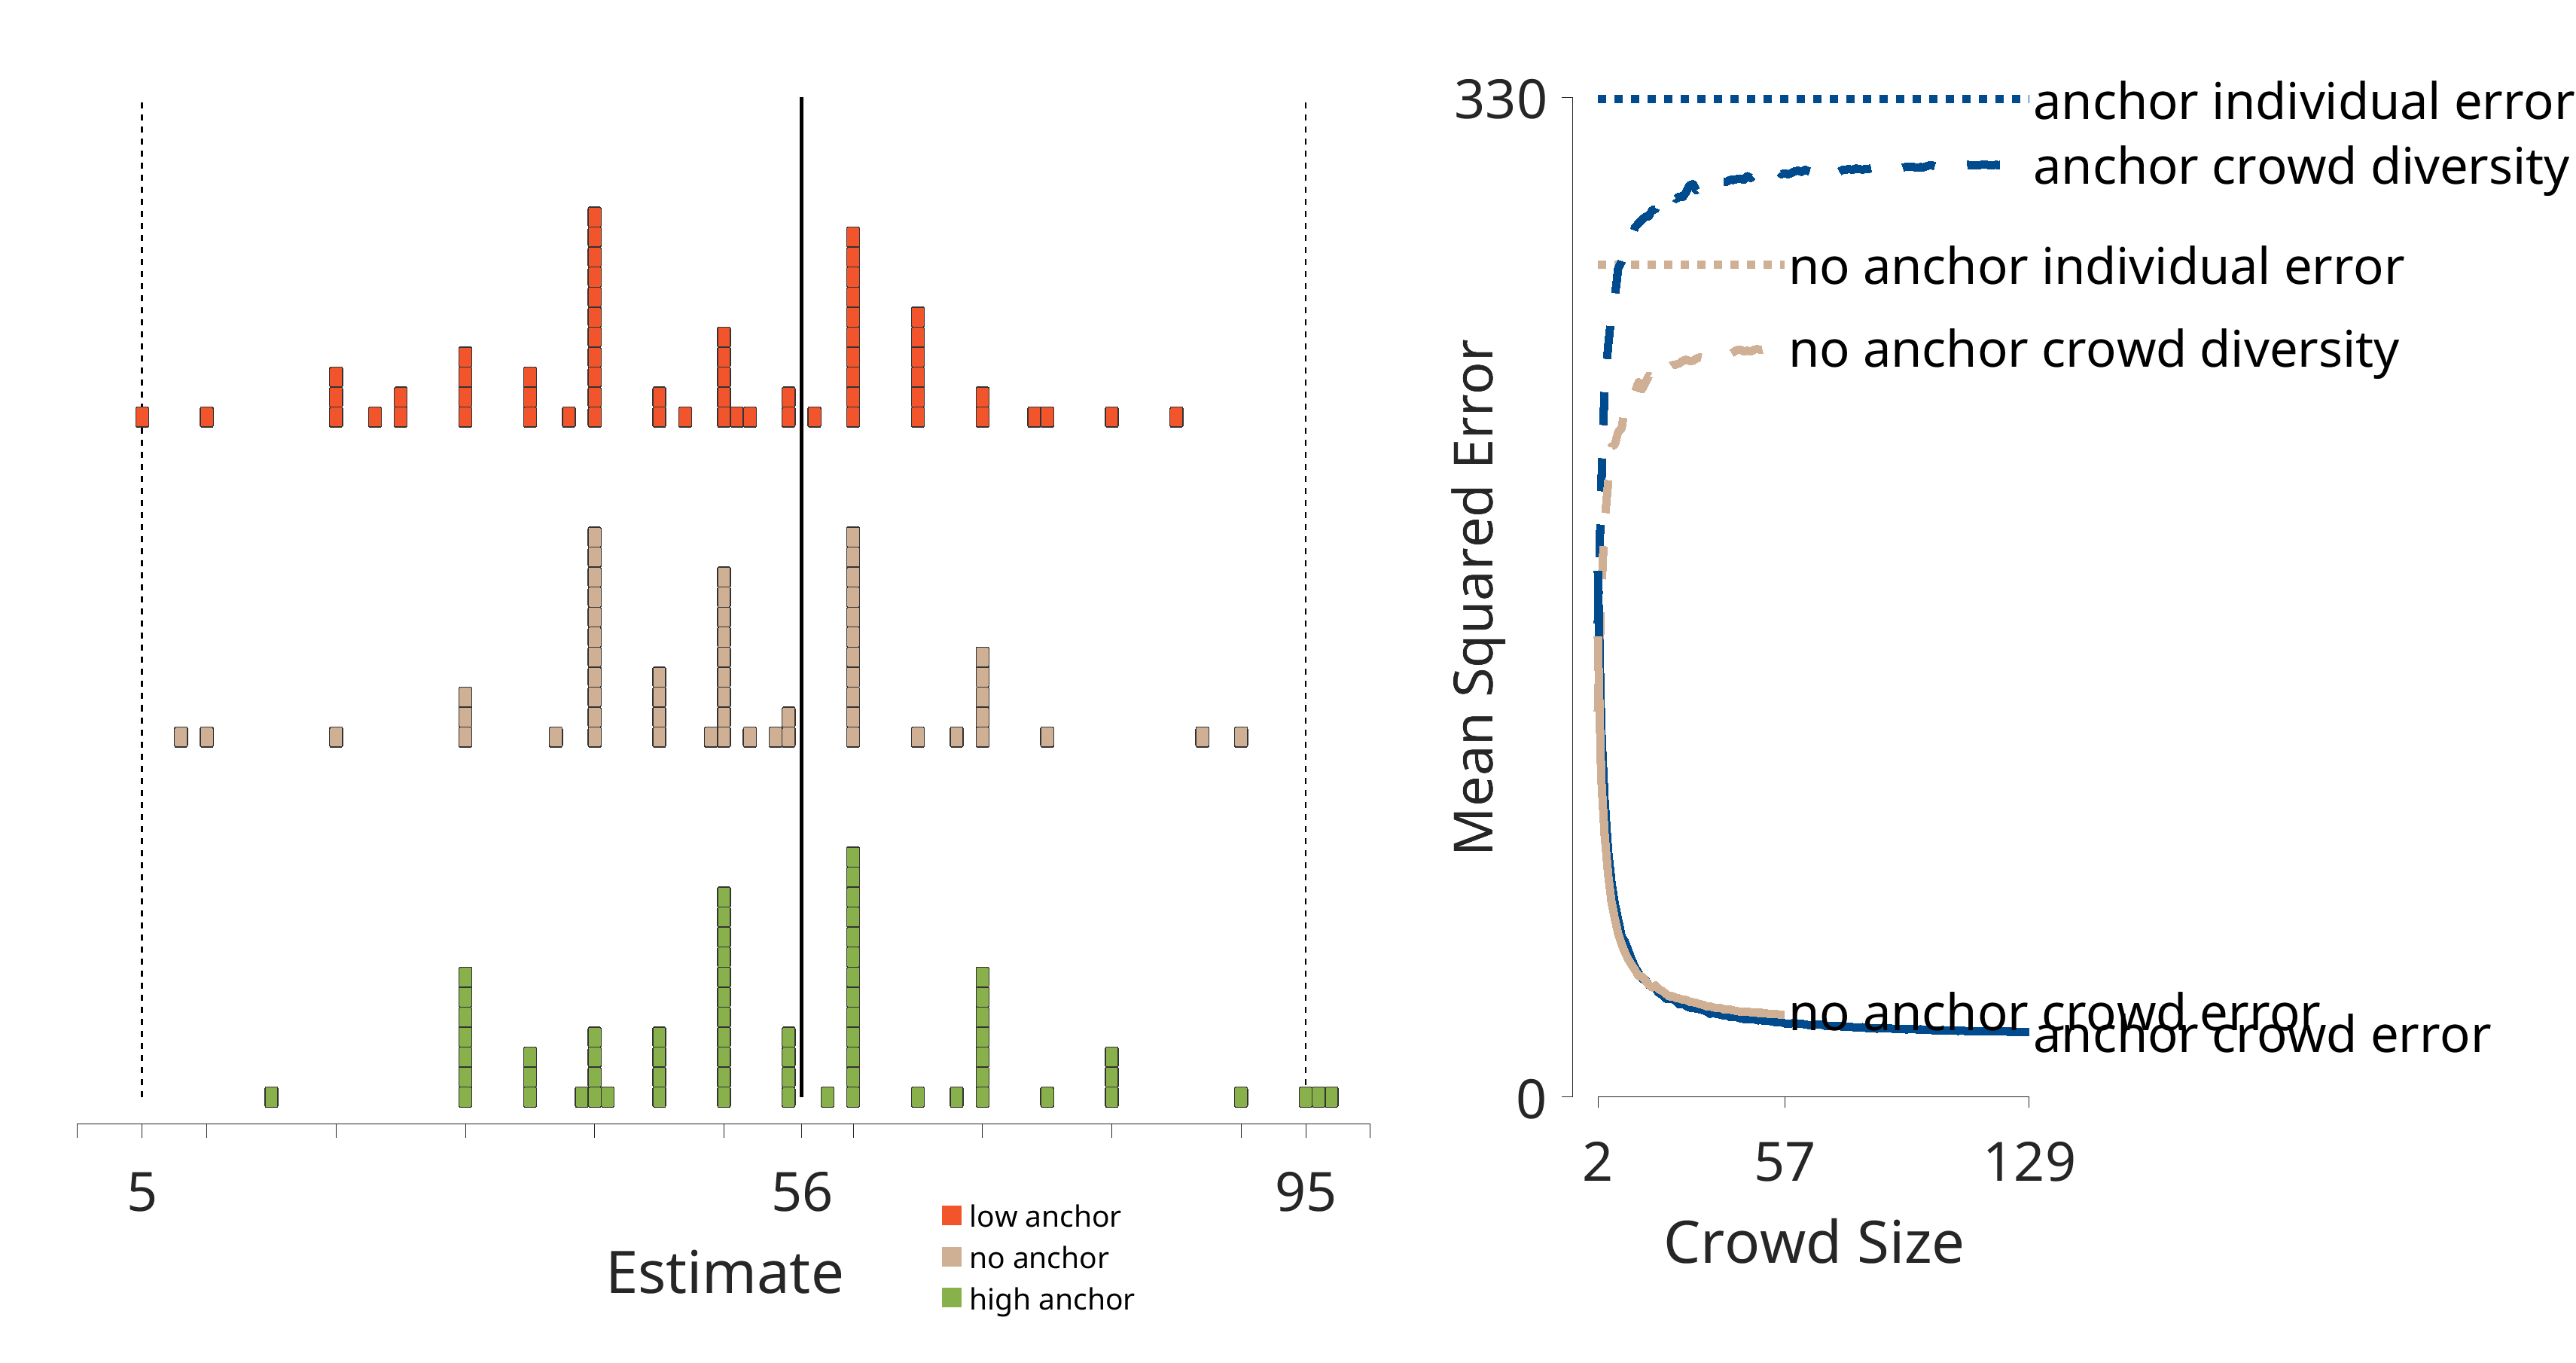 5
56
95
Estimate
low anchor
no anchor
high anchor
330
0
Mean Squared Error
anchor individual error
anchor crowd diversity
no anchor individual error
no anchor crowd diversity
no anchor crowd error
anchor crowd error
2
57
129
Crowd Size